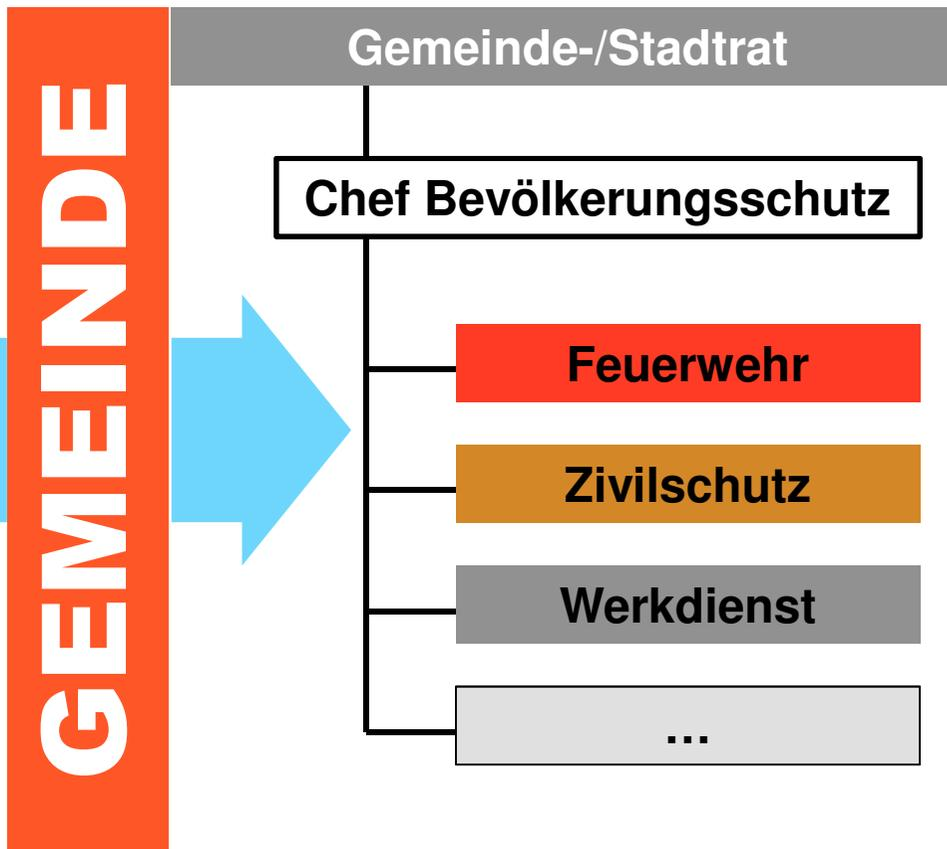 GEMEINDE
Gemeinde-/Stadtrat
Chef Bevölkerungsschutz
Feuerwehr
Zivilschutz
Werkdienst
...